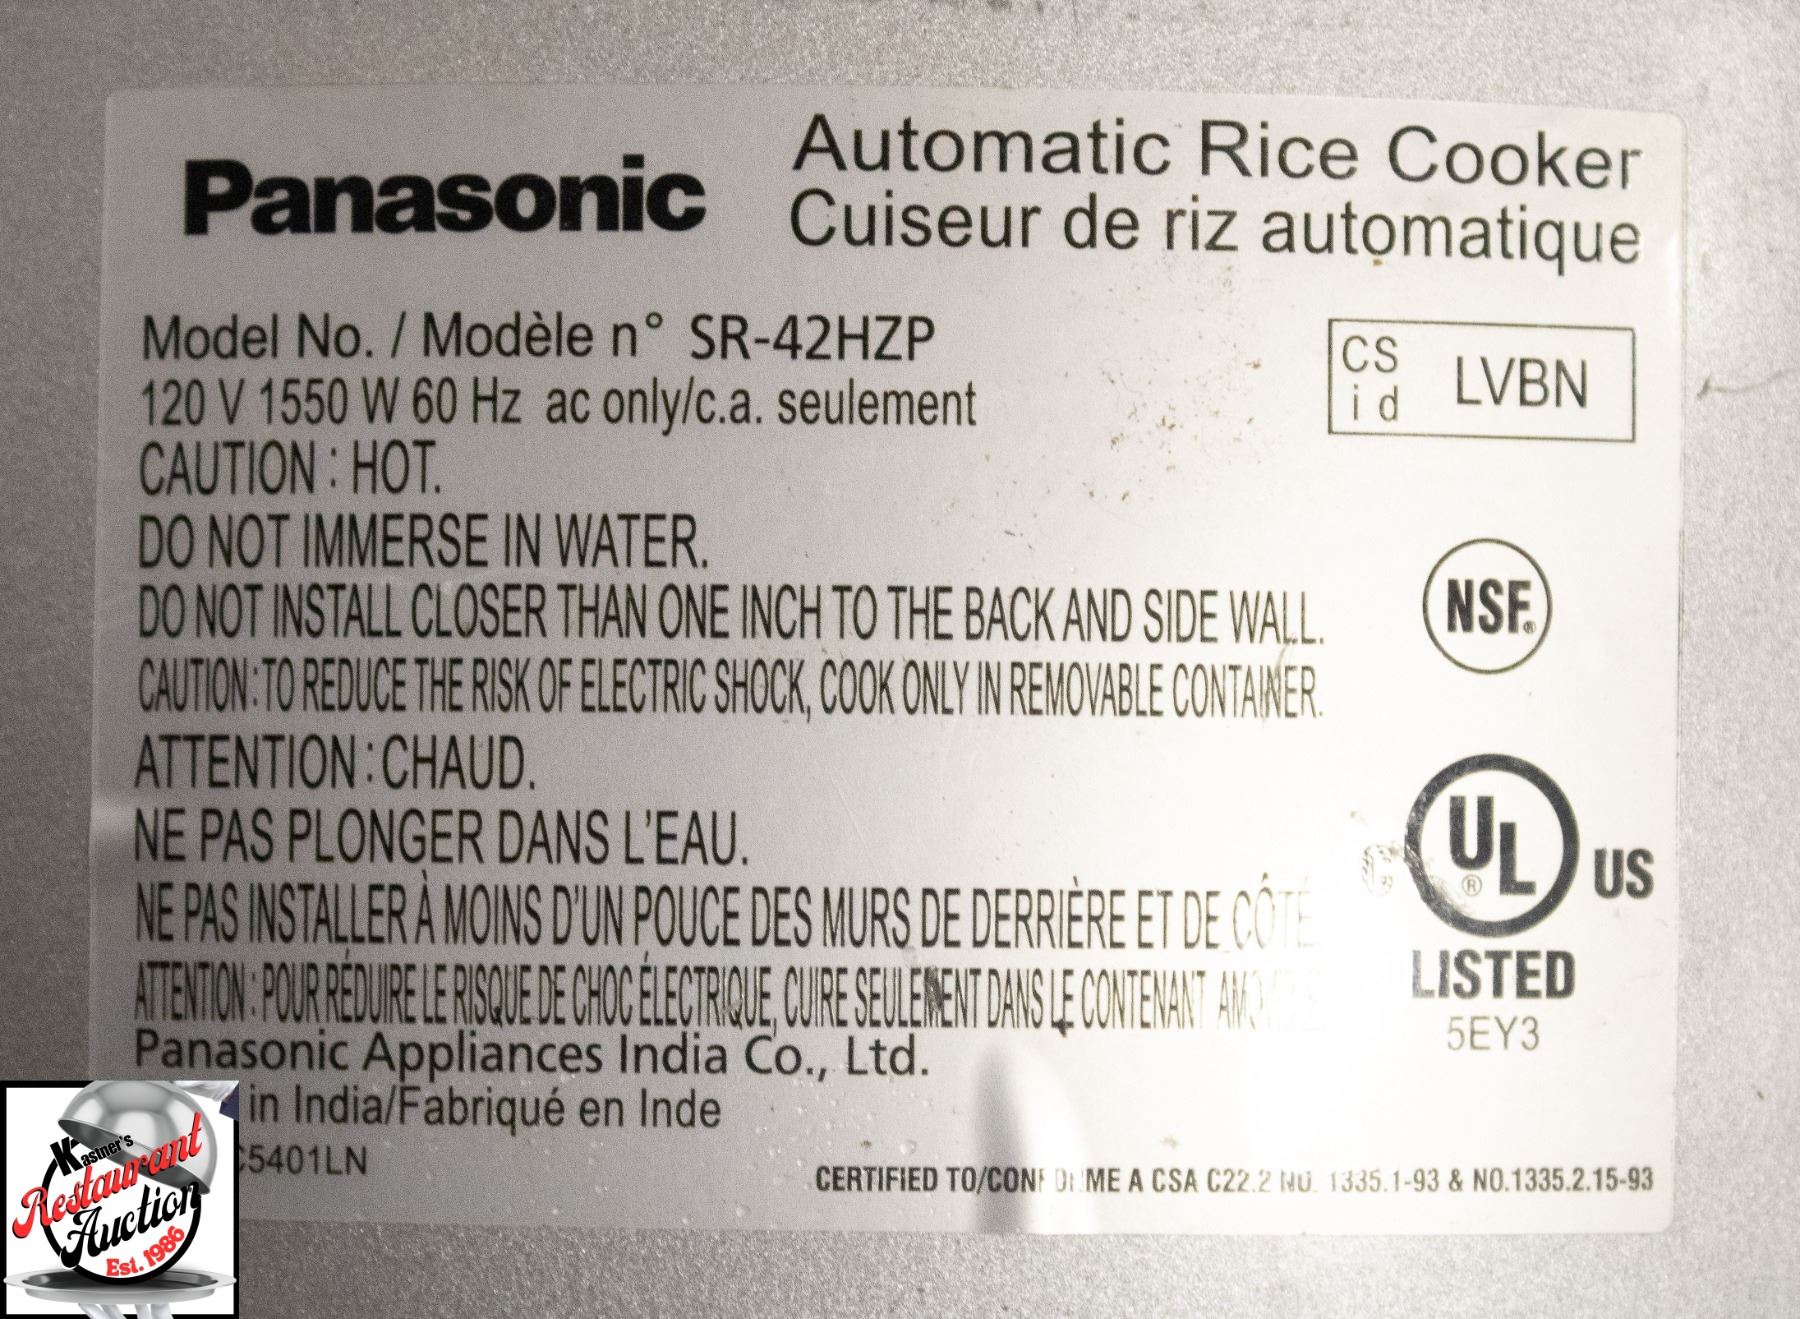 Panasonic
Automatic Rice Cooker
Cuiseur de riz automatique
Model No. / Modèle n° SR-42HZP
120 V 1550 W 60 Hz ac only/c.a. seulement
CS
id
LVBN
CAUTION : HOT.
DO NOT IMMERSE IN WATER.
DO NOT INSTALL CLOSER THAN ONE INCH TO THE BACK AND SIDE WALL.
CAUTION : TO REDUCE THE RISK OF ELECTRIC SHOCK, COOK ONLY IN REMOVABLE CONTAINER.
NSF®
ATTENTION : CHAUD.
NE PAS PLONGER DANS L'EAU.
NE PAS INSTALLER À MOINS D'UN POUCE DES MURS DE DERRIÈRE ET DE CÔTÉ
ATTENTION : POUR RÉDUIRE LE RISQUE DE CHOC ÉLECTRIQUE, CUIRE SEULEMENT DANS LE CONTENANT
C UL® US
LISTED
5EY3
Panasonic Appliances India Co., Ltd.
in India/Fabriqué en Inde
C5401LN
CERTIFIED TO/CONFORME A CSA C22.2 NO. 1335.1-93 & NO.1335.2.15-93
Kastner's
Restaurant
Auction
Est. 1986